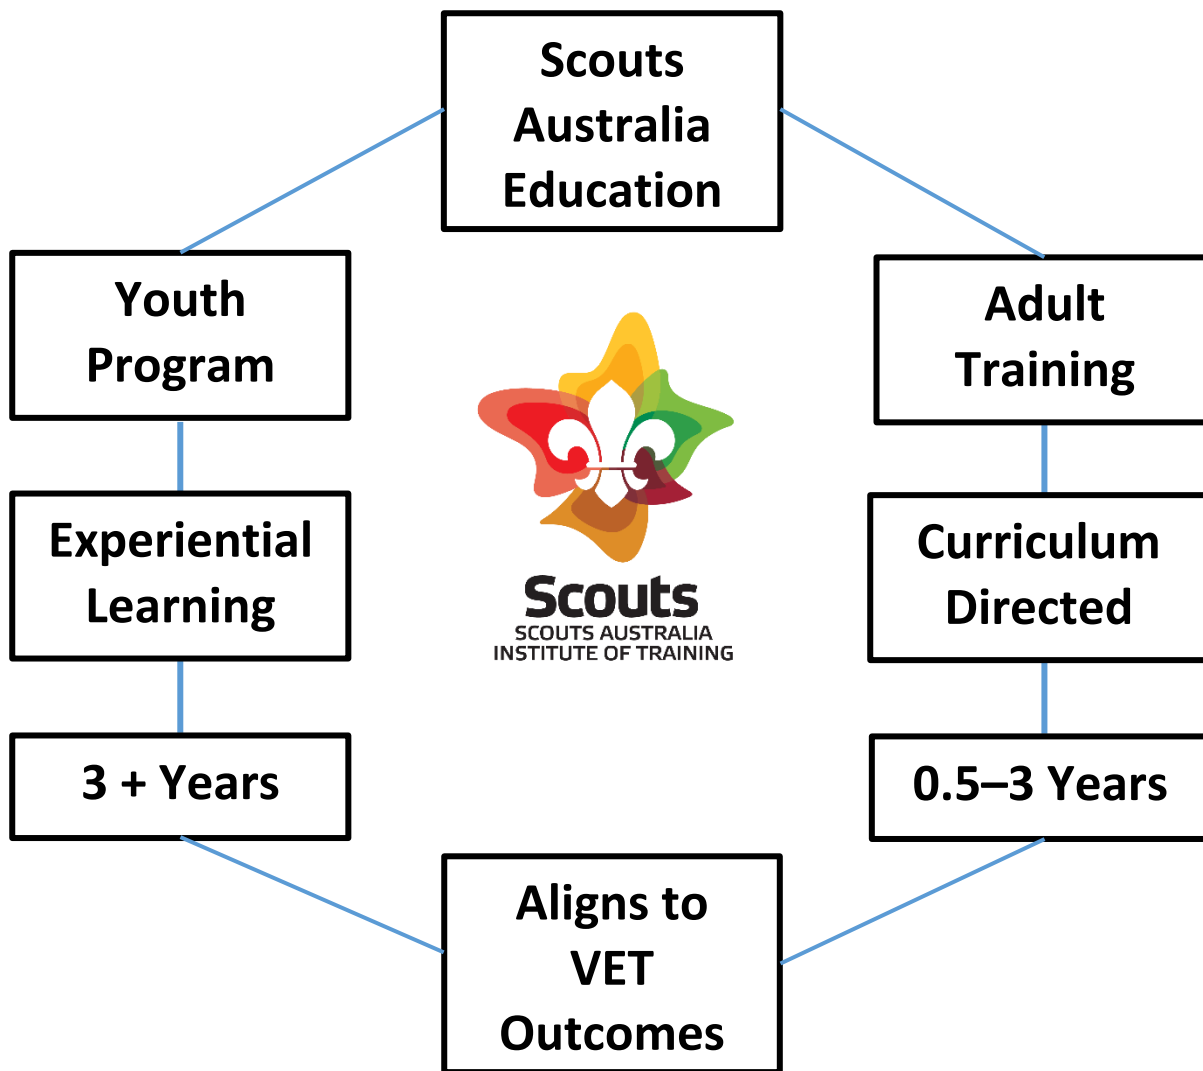 Scouts
Australia
Education
Youth
Program
Adult
Training
Experiential
Learning
Curriculum
Directed
Scouts
SCOUTS AUSTRALIA
INSTITUTE OF TRAINING
3 + Years
0.5–3 Years
Aligns to
VET
Outcomes